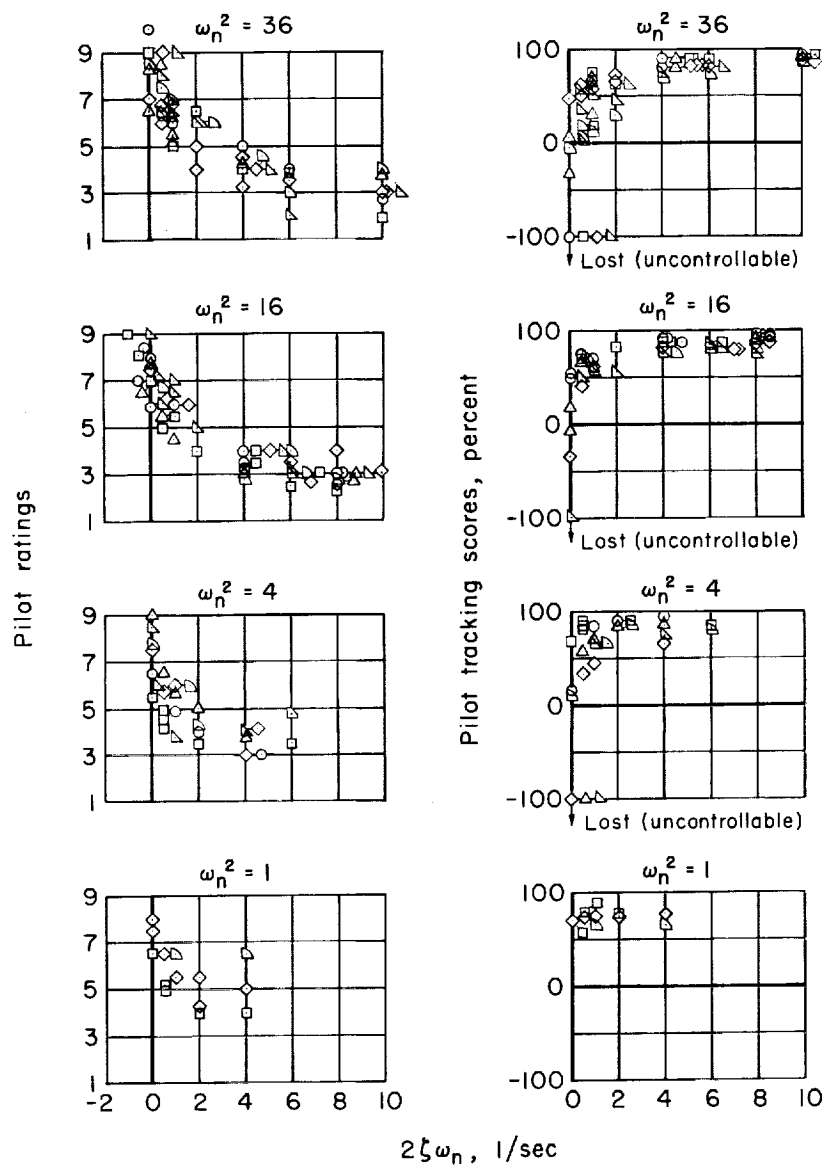 ωn² = 36
9
7
5
3
1
ωn² = 36
100
0
-100
Lost (uncontrollable)
ωn² = 16
9
7
5
3
1
ωn² = 16
100
0
-100
Lost (uncontrollable)
Pilot ratings
Pilot tracking scores, percent
ωn² = 4
9
7
5
3
1
ωn² = 4
100
0
-100
Lost (uncontrollable)
ωn² = 1
9
7
5
3
1
-2 0 2 4 6 8 10
ωn² = 1
100
0
-100
0 2 4 6 8 10
2ζωn, 1/sec